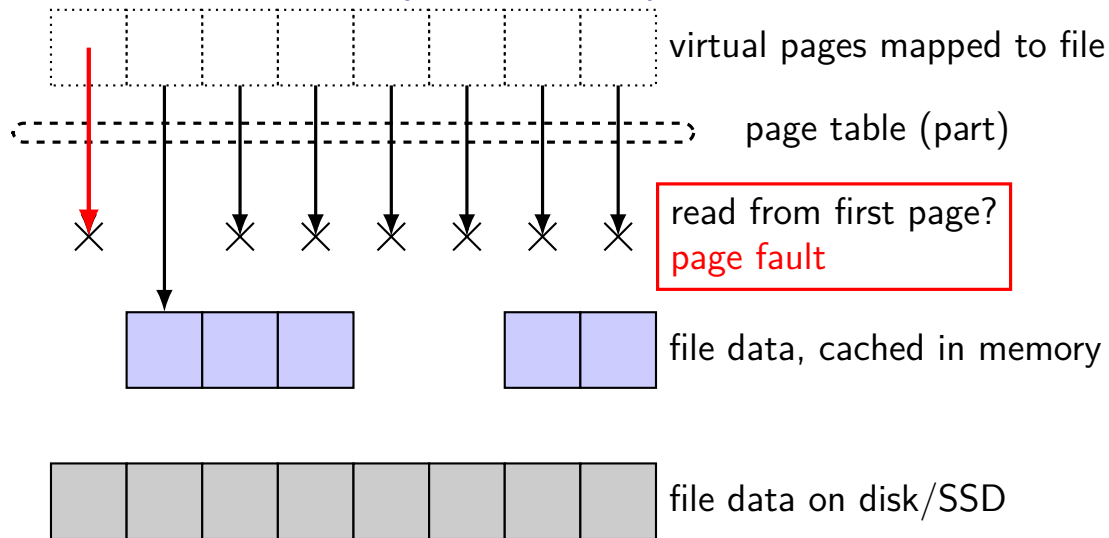 virtual pages mapped to file
page table (part)
read from first page?
page fault
file data, cached in memory
file data on disk/SSD